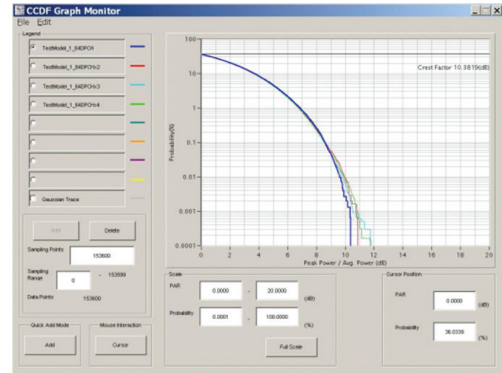 CCDF Graph Monitor
File Edit
Legend
TestModel_1_64DPCH
TestModel_1_64DPCHx2
TestModel_1_64DPCHx3
TestModel_1_64DPCHx4
Gaussian Trace
Add
Delete
Sampling Points
153600
Sampling Range
0
- 153599
Data Points
153600
Quick Add Mode
Add
Mouse Interaction
Cursor
100
10
1
0.1
0.01
0.001
0.0001
Probability(%)
Crest Factor 10.3819(dB)
0 2 4 6 8 10 12 14 16 18 20
Peak Power / Avg. Power (dB)
Scale
PAR
0.0000
-
20.0000
(dB)
Probability
0.0001
-
100.0000
(%)
Full Scale
Cursor Position
PAR
0.0000
(dB)
Probability
36.0339
(%)